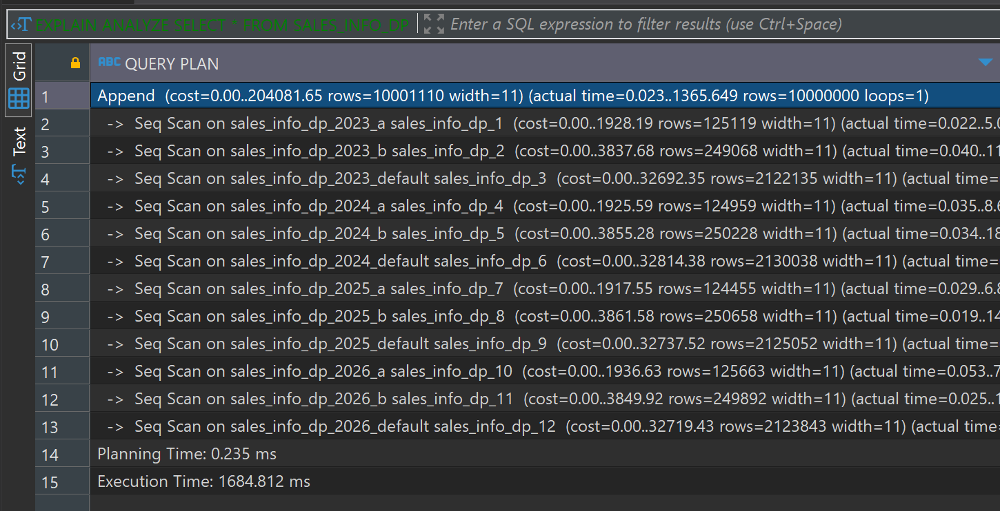 EXPLAIN ANALYZE SELECT * FROM SALES_INFO_DP Enter a SQL expression to filter results (use Ctrl+Space)
Grid
Text
ABC QUERY PLAN
1 Append (cost=0.00..204081.65 rows=10001110 width=11) (actual time=0.023..1365.649 rows=10000000 loops=1)
2 -> Seq Scan on sales_info_dp_2023_a sales_info_dp_1 (cost=0.00..1928.19 rows=125119 width=11) (actual time=0.022..5.0
3 -> Seq Scan on sales_info_dp_2023_b sales_info_dp_2 (cost=0.00..3837.68 rows=249068 width=11) (actual time=0.040..11
4 -> Seq Scan on sales_info_dp_2023_default sales_info_dp_3 (cost=0.00..32692.35 rows=2122135 width=11) (actual time=
5 -> Seq Scan on sales_info_dp_2024_a sales_info_dp_4 (cost=0.00..1925.59 rows=124959 width=11) (actual time=0.035..8.6
6 -> Seq Scan on sales_info_dp_2024_b sales_info_dp_5 (cost=0.00..3855.28 rows=250228 width=11) (actual time=0.034..18
7 -> Seq Scan on sales_info_dp_2024_default sales_info_dp_6 (cost=0.00..32814.38 rows=2130038 width=11) (actual time=
8 -> Seq Scan on sales_info_dp_2025_a sales_info_dp_7 (cost=0.00..1917.55 rows=124455 width=11) (actual time=0.029..6.8
9 -> Seq Scan on sales_info_dp_2025_b sales_info_dp_8 (cost=0.00..3861.58 rows=250658 width=11) (actual time=0.019..14
10 -> Seq Scan on sales_info_dp_2025_default sales_info_dp_9 (cost=0.00..32737.52 rows=2125052 width=11) (actual time=
11 -> Seq Scan on sales_info_dp_2026_a sales_info_dp_10 (cost=0.00..1936.63 rows=125663 width=11) (actual time=0.053..7
12 -> Seq Scan on sales_info_dp_2026_b sales_info_dp_11 (cost=0.00..3849.92 rows=249892 width=11) (actual time=0.025..1
13 -> Seq Scan on sales_info_dp_2026_default sales_info_dp_12 (cost=0.00..32719.43 rows=2123843 width=11) (actual time=
14 Planning Time: 0.235 ms
15 Execution Time: 1684.812 ms